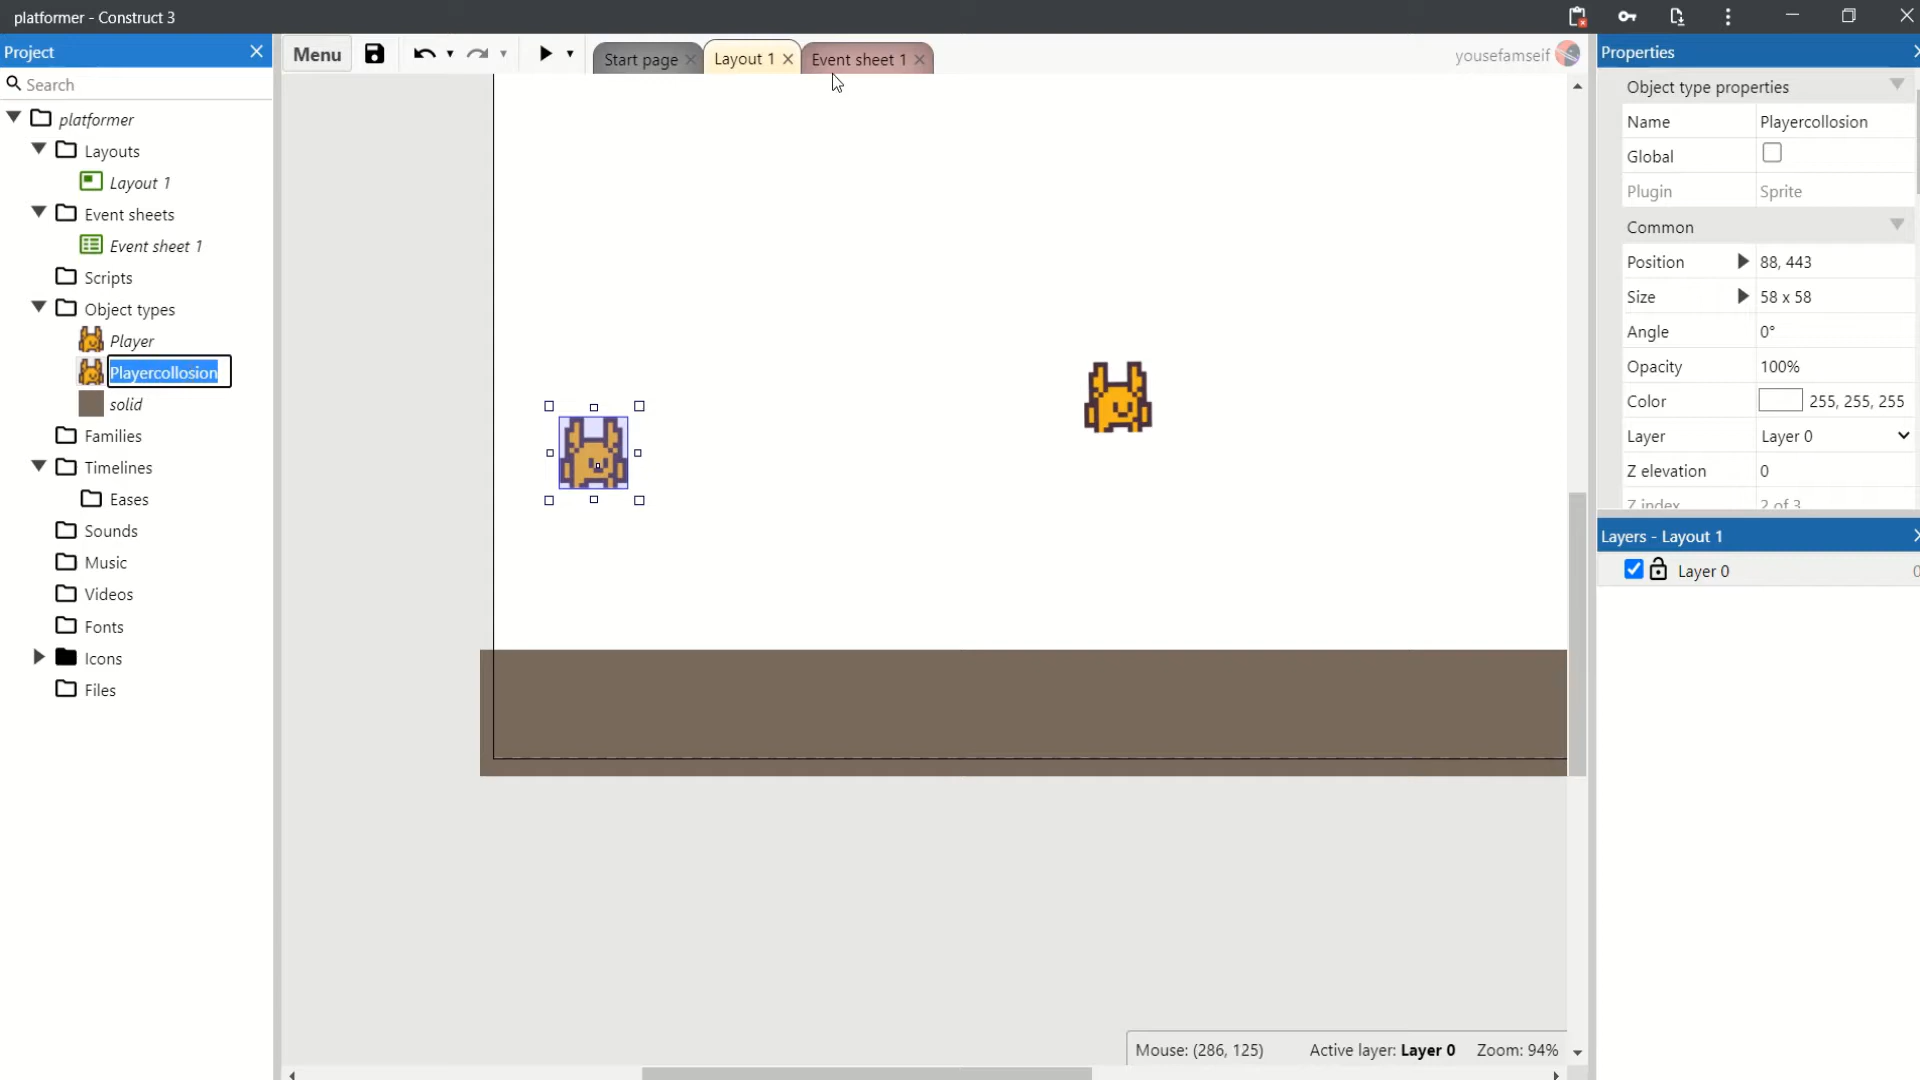 platformer - Construct 3
Project
Menu
Start page
Layout 1
Event sheet 1
yousefamseif
Properties
Search
platformer
Layouts
Layout 1
Event sheets
Event sheet 1
Scripts
Object types
Player
Playercollosion
solid
Families
Timelines
Eases
Sounds
Music
Videos
Fonts
Icons
Files
Object type properties
Name Playercollosion
Global
Plugin Sprite
Common
Position 88, 443
Size 58 x 58
Angle 0°
Opacity 100%
Color 255, 255, 255
Layer Layer 0
Z elevation 0
Z index 2 of 3
Layers - Layout 1
Layer 0 0
Mouse: (286, 125) Active layer: Layer 0 Zoom: 94%